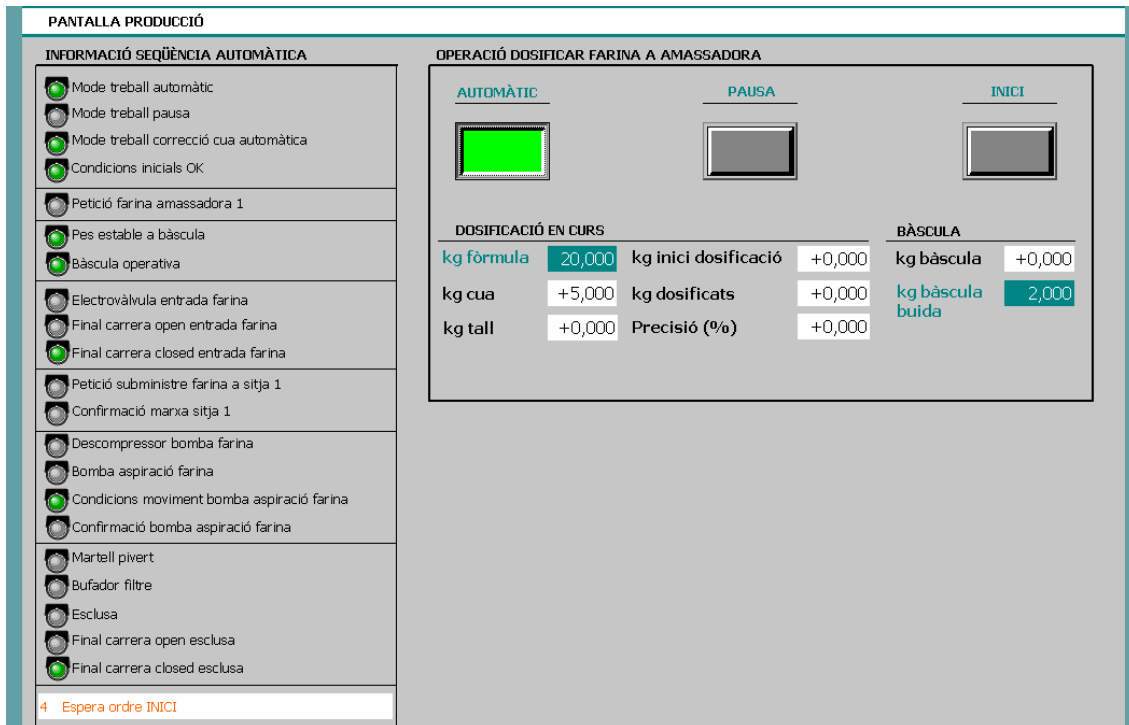 PANTALLA PRODUCCIÓ
INFORMACIÓ SEQÜÈNCIA AUTOMÀTICA
Mode treball automàtic
Mode treball pausa
Mode treball correcció cua automàtica
Condicions inicials OK
Petició farina amassadora 1
Pes estable a bàscula
Bàscula operativa
Electrovàlvula entrada farina
Final carrera open entrada farina
Final carrera closed entrada farina
Petició subministre farina a sitja 1
Confirmació marxa sitja 1
Descompressor bomba farina
Bomba aspiració farina
Condicions moviment bomba aspiració farina
Confirmació bomba aspiració farina
Martell pivert
Bufador filtre
Esclusa
Final carrera open esclusa
Final carrera closed esclusa
4 Espera ordre INICI
OPERACIÓ DOSIFICAR FARINA A AMASSADORA
AUTOMÀTIC PAUSA INICI
DOSIFICACIÓ EN CURS
kg fòrmula 20,000 kg inici dosificació +0,000
kg cua +5,000 kg dosificats +0,000
kg tall +0,000 Precisió (%) +0,000
BÀSCULA
kg bàscula +0,000
kg bàscula 2,000
buida